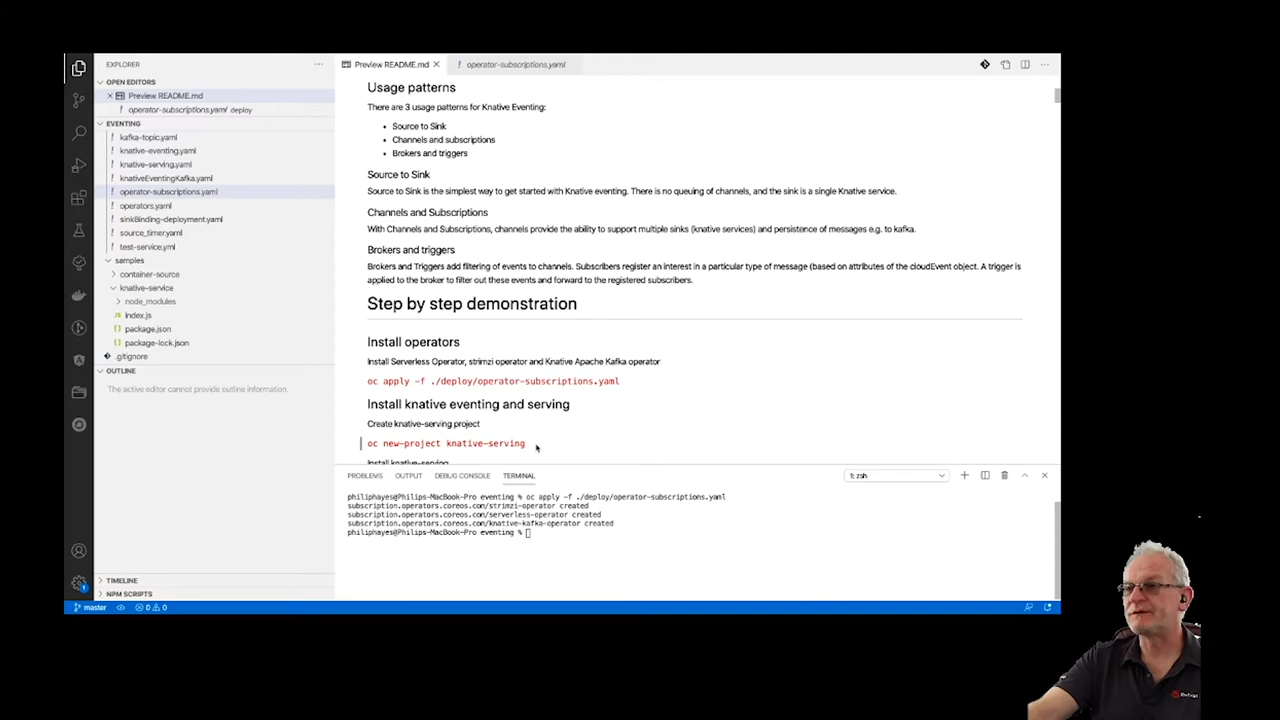 EXPLORER
OPEN EDITORS
Preview README.md
operator-subscriptions.yaml deploy
EVENTING
kafka-topic.yaml
knative-eventing.yaml
knative-serving.yaml
knativeEventingKafka.yaml
operator-subscriptions.yaml
operators.yaml
sinkBinding-deployment.yaml
source_timer.yaml
test-service.yml
samples
container-source
knative-service
node_modules
index.js
package.json
package-lock.json
.gitignore
OUTLINE
The active editor cannot provide outline information.
TIMELINE
NPM SCRIPTS
Preview README.md
operator-subscriptions.yaml
Usage patterns
There are 3 usage patterns for Knative Eventing:
Source to Sink
Channels and subscriptions
Brokers and triggers
Source to Sink
Source to Sink is the simplest way to get started with Knative eventing. There is no queuing of channels, and the sink is a single Knative service.
Channels and Subscriptions
With Channels and Subscriptions, channels provide the ability to support multiple sinks (knative services) and persistence of messages e.g. to kafka.
Brokers and triggers
Brokers and Triggers add filtering of events to channels. Subscribers register an interest in a particular type of message (based on attributes of the cloudEvent object. A trigger is
applied to the broker to filter out these events and forward to the registered subscribers.
Step by step demonstration
Install operators
Install Serverless Operator, strimzi operator and Knative Apache Kafka operator
oc apply -f ./deploy/operator-subscriptions.yaml
Install knative eventing and serving
Create knative-serving project
oc new-project knative-serving
Install knative-serving
PROBLEMS OUTPUT DEBUG CONSOLE TERMINAL 1: zsh
philiphayes@Philips-MacBook-Pro eventing % oc apply -f ./deploy/operator-subscriptions.yaml
subscription.operators.coreos.com/strimzi-operator created
subscription.operators.coreos.com/serverless-operator created
subscription.operators.coreos.com/knative-kafka-operator created
philiphayes@Philips-MacBook-Pro eventing %
master 0 0